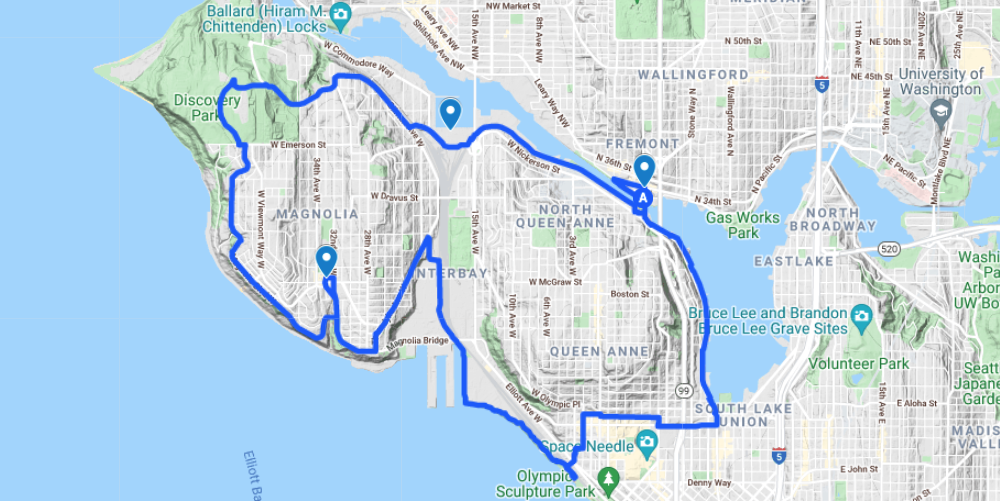 Ballard (Hiram M.
Chittenden) Locks
NW Market St
MERIDIAN
Leary Ave NW
Shilshole Ave NW
15th Ave NW
8th Ave NW
N 50th St
NE 50th St
11th Ave NE
25th Ave NE
W Commodore Way
WALLINGFORD
5
NE 45th St
University of
Washington
Leary Way NW
Stone Way N
Wallingford Ave N
15th Ave NE
Discovery
Park
ve W
W Emerson St
W Nickerson St
FREMONT
N 36th St
A
N 34th St
N Pacific St
NE Pacific St
Montlake Blvd NE
34th Ave W
W Dravus St
W Viewmont Way W
MAGNOLIA
32nd
28th Ave W
15th Ave W
NORTH
QUEEN ANNE
3rd Ave W
Gas Works
Park
NORTH
BROADWAY
520
EASTLAKE
Washi
Pa
Arbor
UW Bo
NTERBAY
W McGraw St
10th Ave W
6th Ave W
Boston St
Bruce Lee and Brandon
Bruce Lee Grave Sites
Magnolia Bridge
QUEEN ANNE
Volunteer Park
Elliott Ave W
W Olympic Pl
99
SOUTH LAKE
UNION
15th Ave E
E Aloha St
Seatt
Japane
Garde
MADIS
VALL
Space Needle
5
E John St
Olympic
Sculpture Park
Denny Way
Elliott Ba